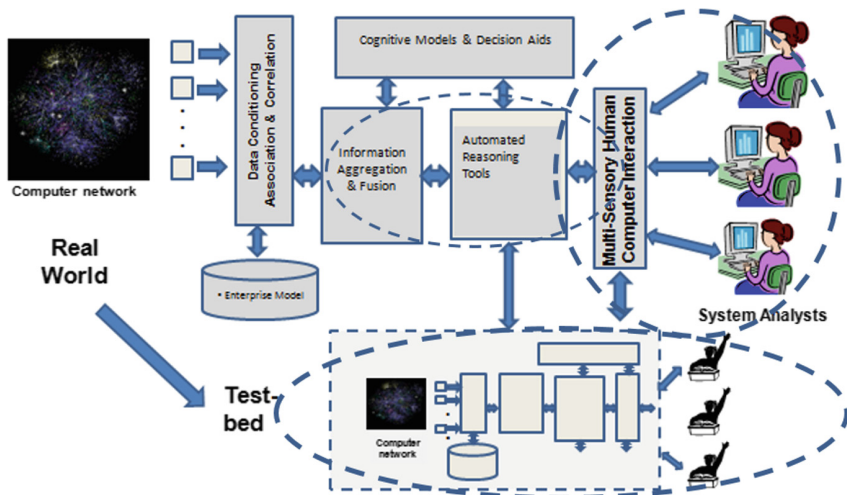 Cognitive Models & Decision Aids
Data Conditioning
Association & Correlation
Information
Aggregation
& Fusion
Automated
Reasoning
Tools
Multi-Sensory Human
Computer Interaction
Computer network
Real
World
• Enterprise Model
System Analysts
Test-
bed
Computer
network